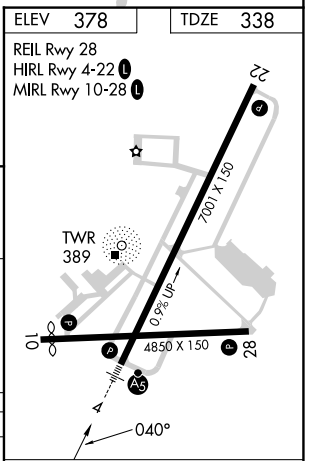 ELEV 378
TDZE 338
REIL Rwy 28
HIRL Rwy 4-22 L
MIRL Rwy 10-28 L
22
P
7001 X 150
TWR
389
0.9% UP
P
10
P
4850 X 150
P
28
A5
4
040°